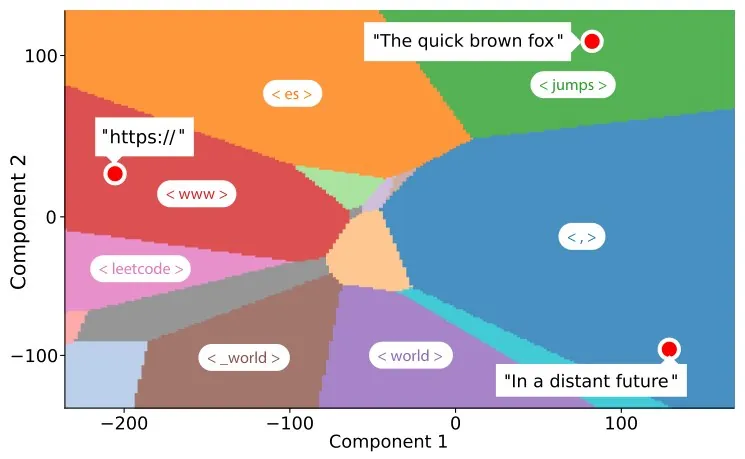 "The quick brown fox"
100
< es >
< jumps >
"https://"
< www >
0
< , >
< leetcode >
< _world >
< world >
−100
"In a distant future"
−200
−100
0
100
Component 1
Component 2